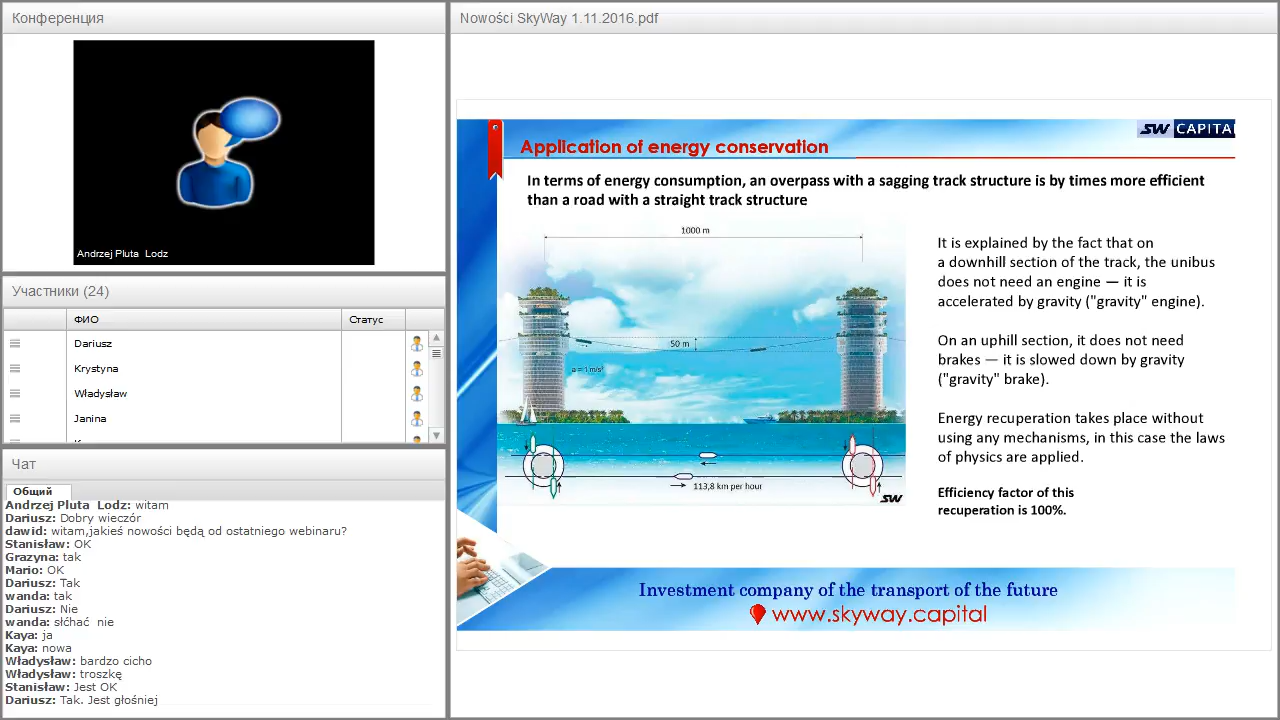 Конференция
Andrzej Pluta Lodz
Участники (24)
ФИО
Статус
Dariusz
Krystyna
Władysław
Janina
Чат
Общий
Andrzej Pluta Lodz: witam
Dariusz: Dobry wieczór
dawid: witam,jakieś nowości będą od ostatniego webinaru?
Stanisław: OK
Grazyna: tak
Mario: OK
Dariusz: Tak
wanda: tak
Dariusz: Nie
wanda: słćhać nie
Kaya: ja
Kaya: nowa
Władysław: bardzo cicho
Władysław: troszkę
Stanisław: Jest OK
Dariusz: Tak. Jest głośniej
Nowości SkyWay 1.11.2016.pdf
SW CAPITAL
Application of energy conservation
In terms of energy consumption, an overpass with a sagging track structure is by times more efficient
than a road with a straight track structure
1000 m
50 m
a = 1 m/s²
113,8 km per hour
SW
It is explained by the fact that on
a downhill section of the track, the unibus
does not need an engine — it is
accelerated by gravity ("gravity" engine).
On an uphill section, it does not need
brakes — it is slowed down by gravity
("gravity" brake).
Energy recuperation takes place without
using any mechanisms, in this case the laws
of physics are applied.
Efficiency factor of this
recuperation is 100%.
Investment company of the transport of the future
www.skyway.capital